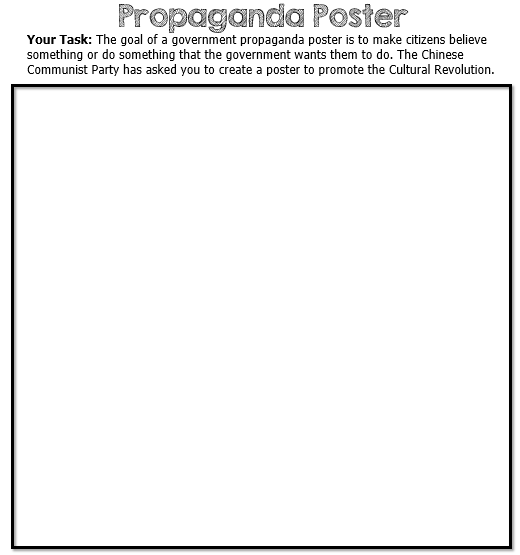 Propaganda Poster
Your Task: The goal of a government propaganda poster is to make citizens believe
something or do something that the government wants them to do. The Chinese
Communist Party has asked you to create a poster to promote the Cultural Revolution.